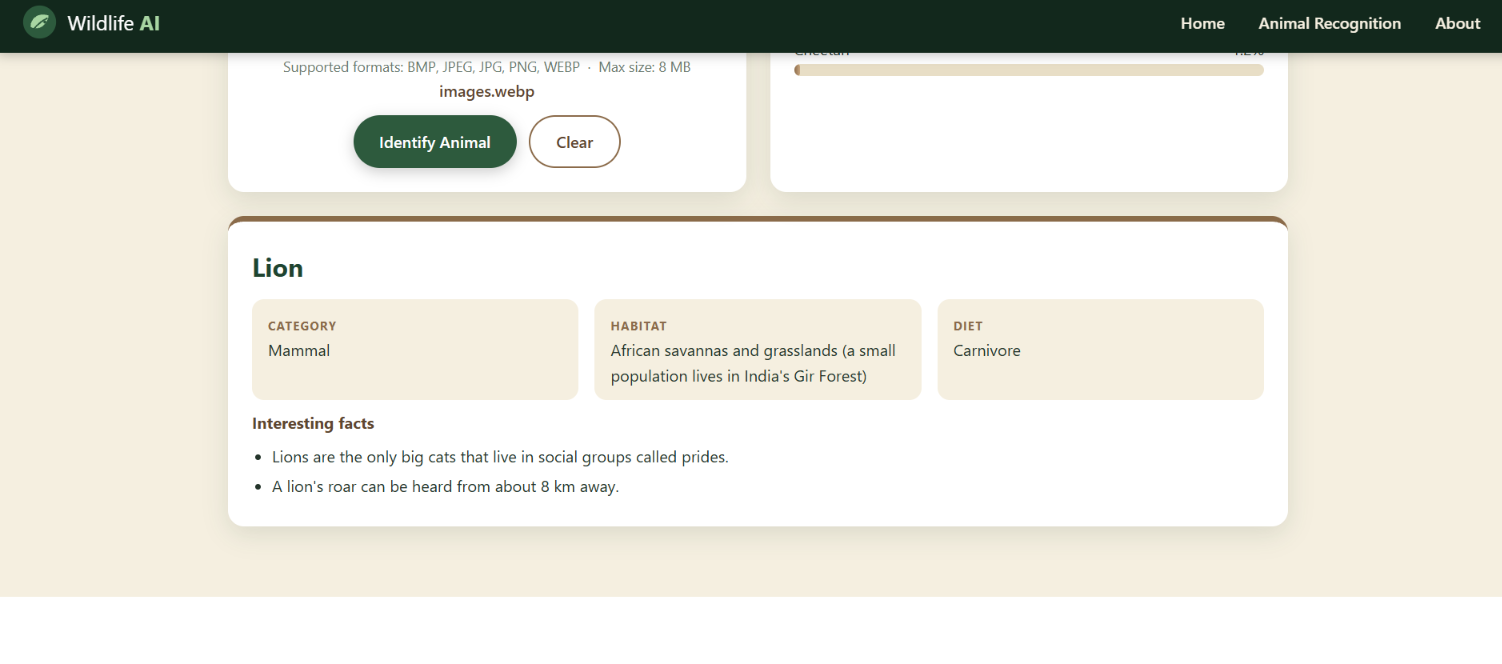 Wildlife AI
Home
Animal Recognition
About
Supported formats: BMP, JPEG, JPG, PNG, WEBP · Max size: 8 MB
images.webp
Identify Animal
Clear
Lion
CATEGORY
Mammal
HABITAT
African savannas and grasslands (a small
population lives in India's Gir Forest)
DIET
Carnivore
Interesting facts
Lions are the only big cats that live in social groups called prides.
A lion's roar can be heard from about 8 km away.